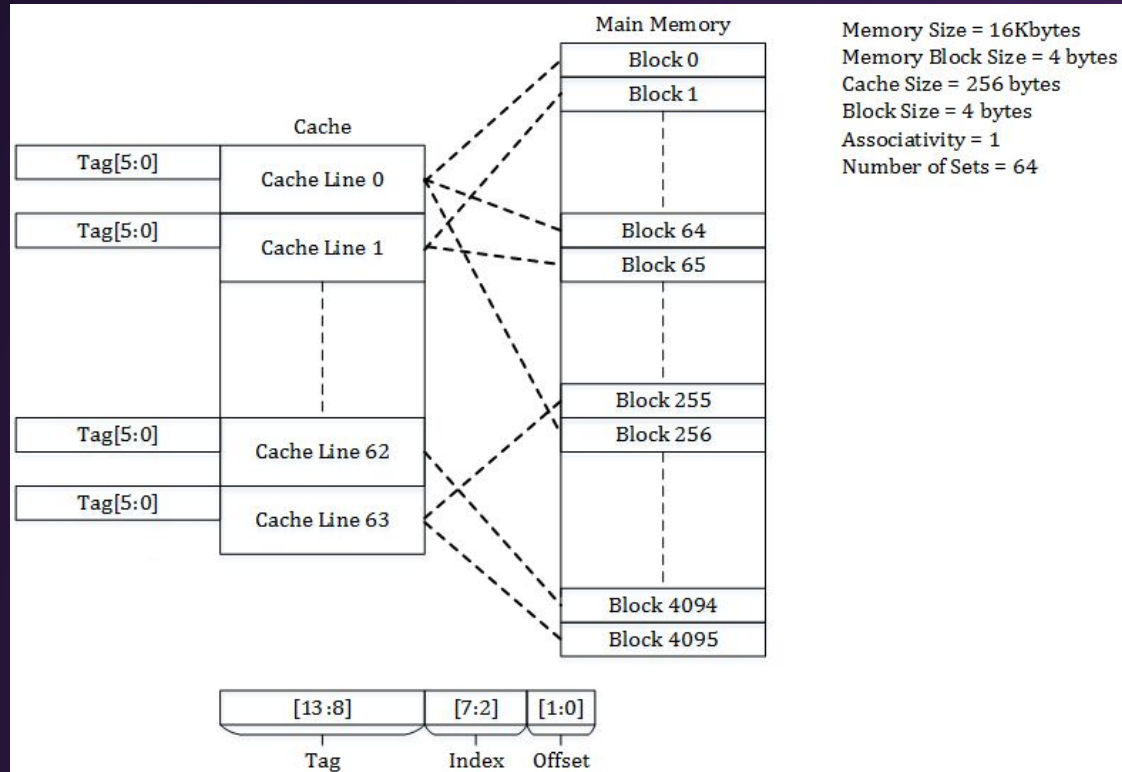 Main Memory
Memory Size = 16Kbytes
Memory Block Size = 4 bytes
Cache Size = 256 bytes
Block Size = 4 bytes
Associativity = 1
Number of Sets = 64
Cache
Tag[5:0]
Cache Line 0
Tag[5:0]
Cache Line 1
Tag[5:0]
Cache Line 62
Tag[5:0]
Cache Line 63
Block 0
Block 1
Block 64
Block 65
Block 255
Block 256
Block 4094
Block 4095
[13:8]
[7:2]
[1:0]
Tag
Index
Offset